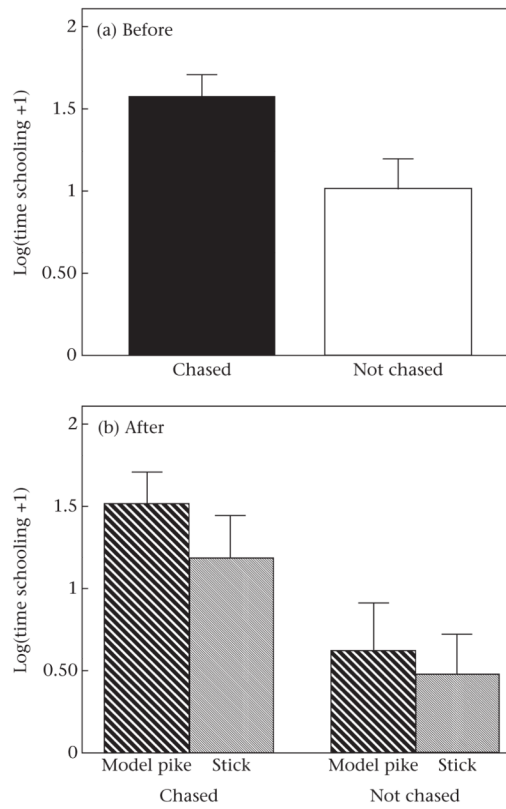 (a) Before
Log(time schooling +1)
2
1.5
1
0.50
0
Chased Not chased
(b) After
Log(time schooling +1)
2
1.5
1
0.50
0
Model pike Stick Model pike Stick
Chased Not chased